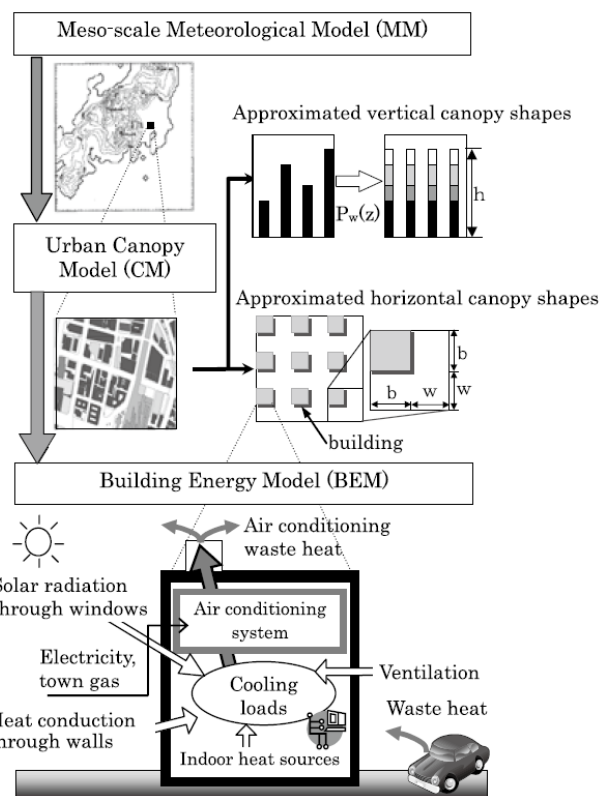 Meso-scale Meteorological Model (MM)
Approximated vertical canopy shapes
P_w(z)
h
Urban Canopy
Model (CM)
Approximated horizontal canopy shapes
b
w
b
w
building
Building Energy Model (BEM)
Air conditioning
waste heat
olar radiation
hrough windows
Air conditioning
system
Electricity,
town gas
Cooling
loads
Ventilation
Waste heat
eat conduction
rough walls
Indoor heat sources